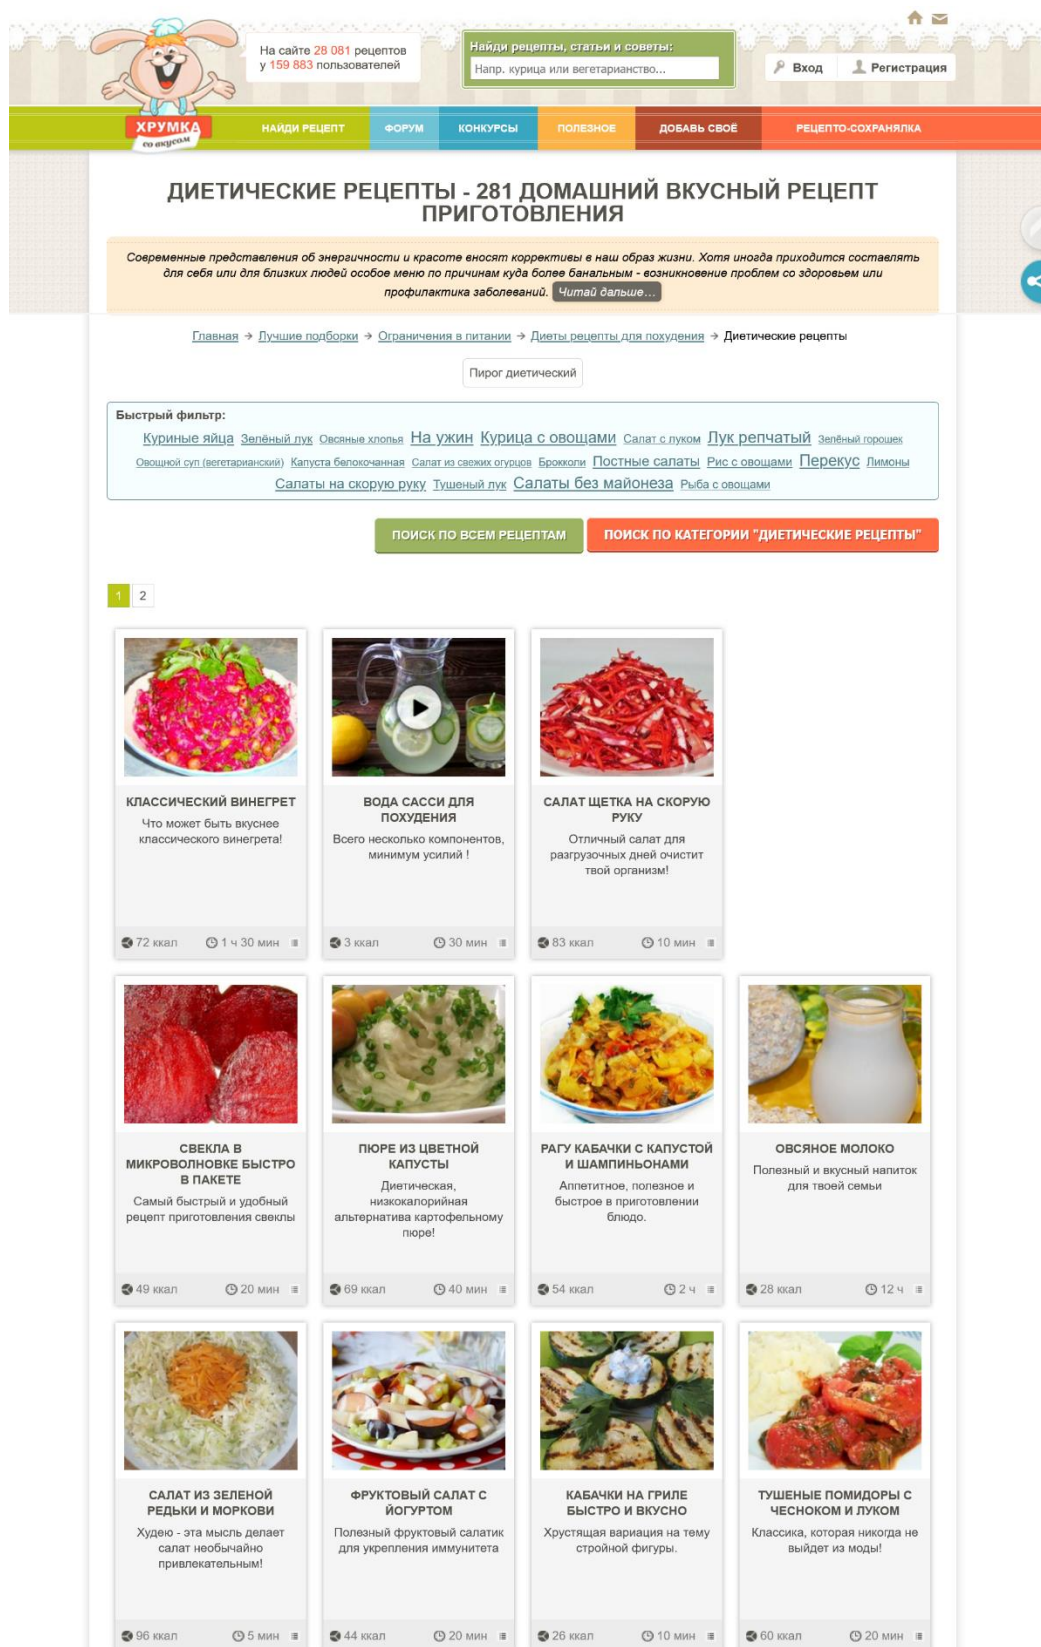 На сайте 28 081 рецептов
у 159 883 пользователей
Найди рецепты, статьи и советы:
Напр. курица или вегетарианство...
Вход
Регистрация
ХРУМКА
со вкусом
НАЙДИ РЕЦЕПТ
ФОРУМ
КОНКУРСЫ
ПОЛЕЗНОЕ
ДОБАВЬ СВОЁ
РЕЦЕПТО-СОХРАНЯЛКА
ДИЕТИЧЕСКИЕ РЕЦЕПТЫ - 281 ДОМАШНИЙ ВКУСНЫЙ РЕЦЕПТ
ПРИГОТОВЛЕНИЯ
Современные представления об энергичности и красоте вносят коррективы в наш образ жизни. Хотя иногда приходится составлять
для себя или для близких людей особое меню по причинам куда более банальным - возникновение проблем со здоровьем или
профилактика заболеваний. Читай дальше...
Главная → Лучшие подборки → Ограничения в питании → Диеты рецепты для похудения → Диетические рецепты
Пирог диетический
Быстрый фильтр:
Куриные яйца Зелёный лук Овсяные хлопья На ужин Курица с овощами Салат с луком Лук репчатый Зелёный горошек
Овощной суп (вегетарианский) Капуста белокочанная Салат из свежих огурцов Брокколи Постные салаты Рис с овощами Перекус Лимоны
Салаты на скорую руку Тушеный лук Салаты без майонеза Рыба с овощами
ПОИСК ПО ВСЕМ РЕЦЕПТАМ
ПОИСК ПО КАТЕГОРИИ "ДИЕТИЧЕСКИЕ РЕЦЕПТЫ"
1 2
КЛАССИЧЕСКИЙ ВИНЕГРЕТ
Что может быть вкуснее
классического винегрета!
72 ккал 1 ч 30 мин
ВОДА САССИ ДЛЯ
ПОХУДЕНИЯ
Всего несколько компонентов,
минимум усилий !
3 ккал 30 мин
САЛАТ ЩЕТКА НА СКОРУЮ
РУКУ
Отличный салат для
разгрузочных дней очистит
твой организм!
83 ккал 10 мин
СВЕКЛА В
МИКРОВОЛНОВКЕ БЫСТРО
В ПАКЕТЕ
Самый быстрый и удобный
рецепт приготовления свеклы
49 ккал 20 мин
ПЮРЕ ИЗ ЦВЕТНОЙ
КАПУСТЫ
Диетическая,
низкокалорийная
альтернатива картофельному
пюре!
69 ккал 40 мин
РАГУ КАБАЧКИ С КАПУСТОЙ
И ШАМПИНЬОНАМИ
Аппетитное, полезное и
быстрое в приготовлении
блюдо.
54 ккал 2 ч
ОВСЯНОЕ МОЛОКО
Полезный и вкусный напиток
для твоей семьи
28 ккал 12 ч
САЛАТ ИЗ ЗЕЛЕНОЙ
РЕДЬКИ И МОРКОВИ
Худею - эта мысль делает
салат необычайно
привлекательным!
96 ккал 5 мин
ФРУКТОВЫЙ САЛАТ С
ЙОГУРТОМ
Полезный фруктовый салатик
для укрепления иммунитета
44 ккал 20 мин
КАБАЧКИ НА ГРИЛЕ
БЫСТРО И ВКУСНО
Хрустящая вариация на тему
стройной фигуры.
26 ккал 10 мин
ТУШЕНЫЕ ПОМИДОРЫ С
ЧЕСНОКОМ И ЛУКОМ
Классика, которая никогда не
выйдет из моды!
60 ккал 20 мин